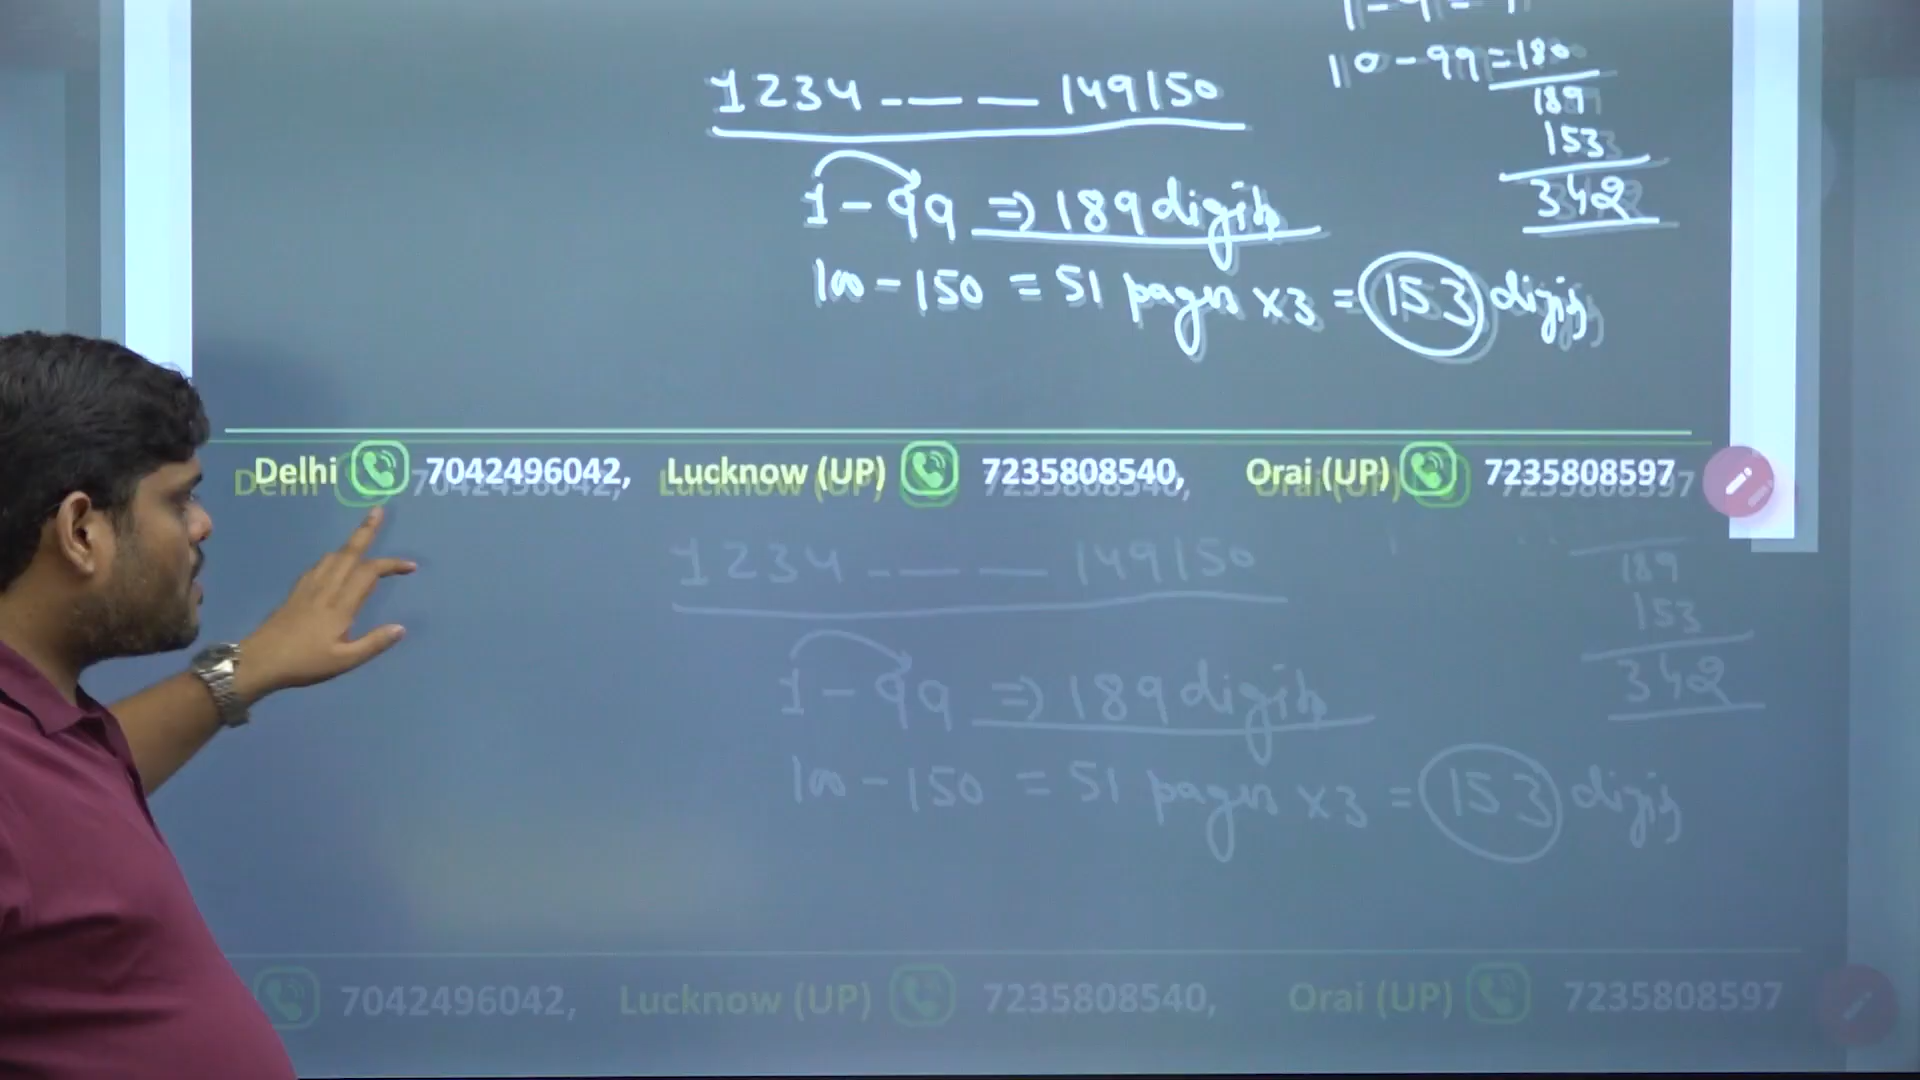 1-9 = 9
10-99=180
1234 ---- 149150
189
153
342
1-99 => 189 digits
100-150 = 51 pages x3 = 153 digits
Delhi 7042496042, Lucknow (UP) 7235808540, Orai (UP) 7235808597
1234 ---- 149150
189
153
342
1-99 => 189 digits
100-150 = 51 pages x3 = 153 digits
7042496042, Lucknow (UP) 7235808540, Orai (UP) 7235808597